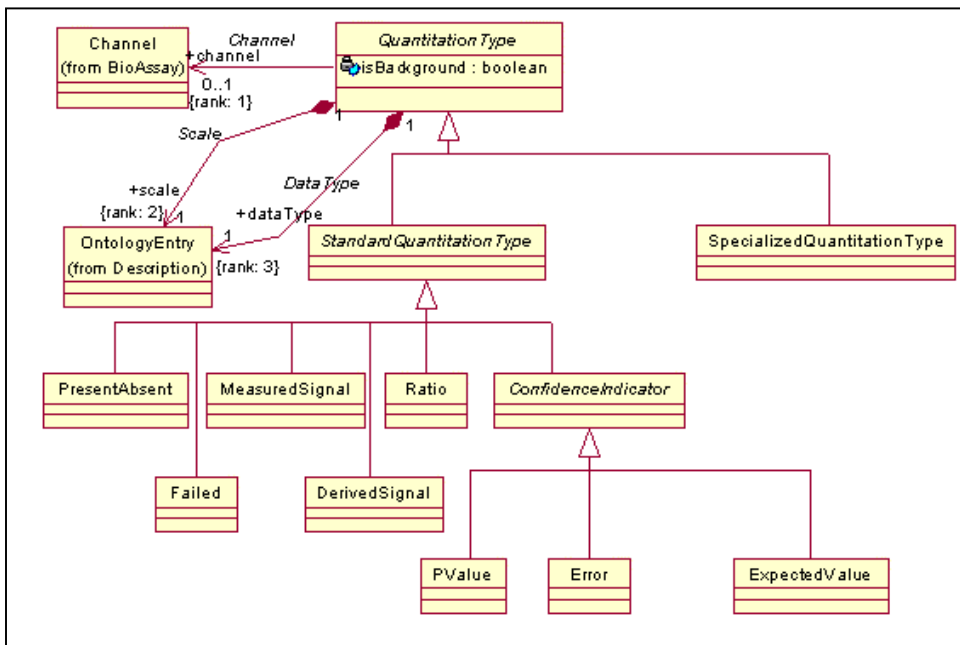 Channel
(from BioAssay)
Channel
+channel
0..1
{rank: 1}
QuantitationType
isBackground : boolean
1
1
Scale
+scale
{rank: 2}
1
DataType
+dataType
1
{rank: 3}
OntologyEntry
(from Description)
StandardQuantitationType
SpecializedQuantitationType
PresentAbsent
MeasuredSignal
Ratio
ConfidenceIndicator
Failed
DerivedSignal
PValue
Error
ExpectedValue